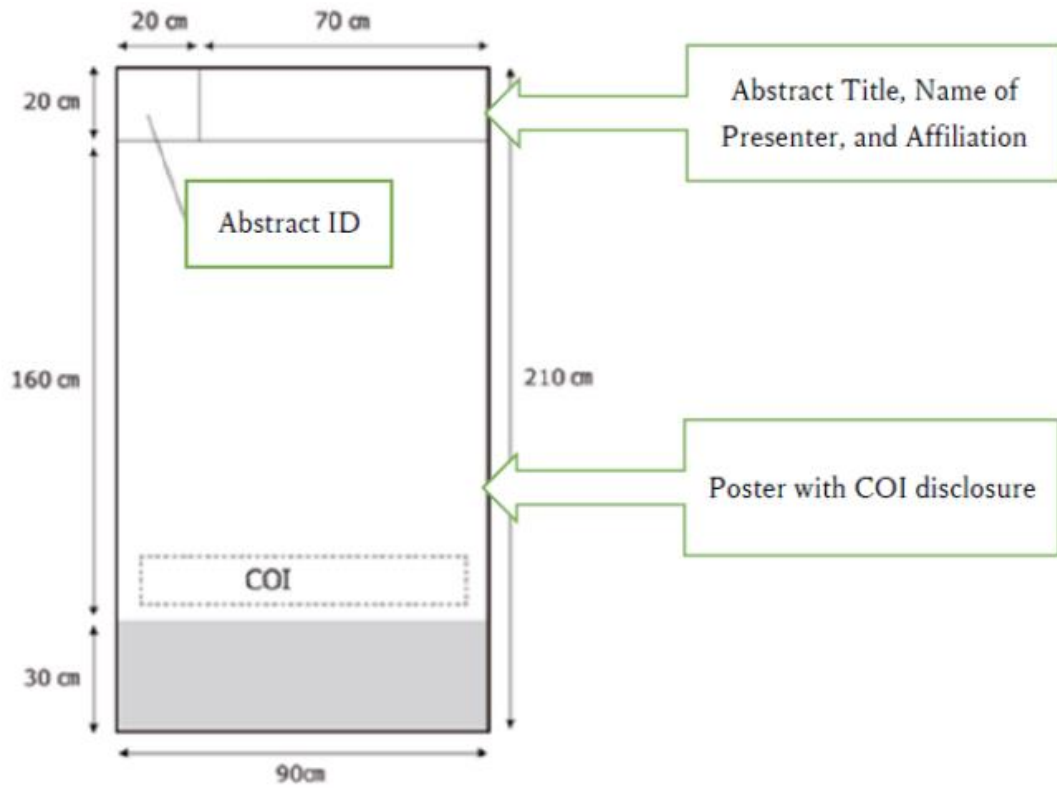 20 cm
70 cm
20 cm
Abstract Title, Name of
Presenter, and Affiliation
Abstract ID
160 cm
210 cm
Poster with COI disclosure
COI
30 cm
90cm